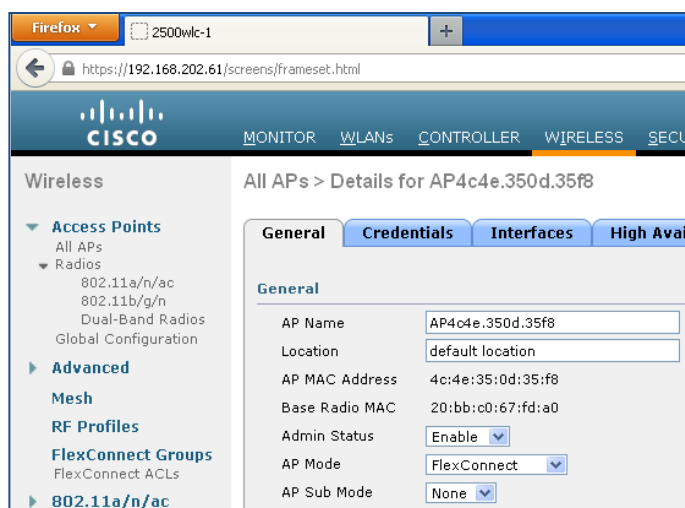 Firefox
2500wlc-1
https://192.168.202.61/screens/frameset.html
CISCO
MONITOR WLANs CONTROLLER WIRELESS SECU
Wireless
All APs > Details for AP4c4e.350d.35f8
Access Points
All APs
Radios
802.11a/n/ac
802.11b/g/n
Dual-Band Radios
Global Configuration
Advanced
Mesh
RF Profiles
FlexConnect Groups
FlexConnect ACLs
802.11a/n/ac
General Credentials Interfaces High Avai
General
AP Name AP4c4e.350d.35f8
Location default location
AP MAC Address 4c:4e:35:0d:35:f8
Base Radio MAC 20:bb:c0:67:fd:a0
Admin Status Enable
AP Mode FlexConnect
AP Sub Mode None